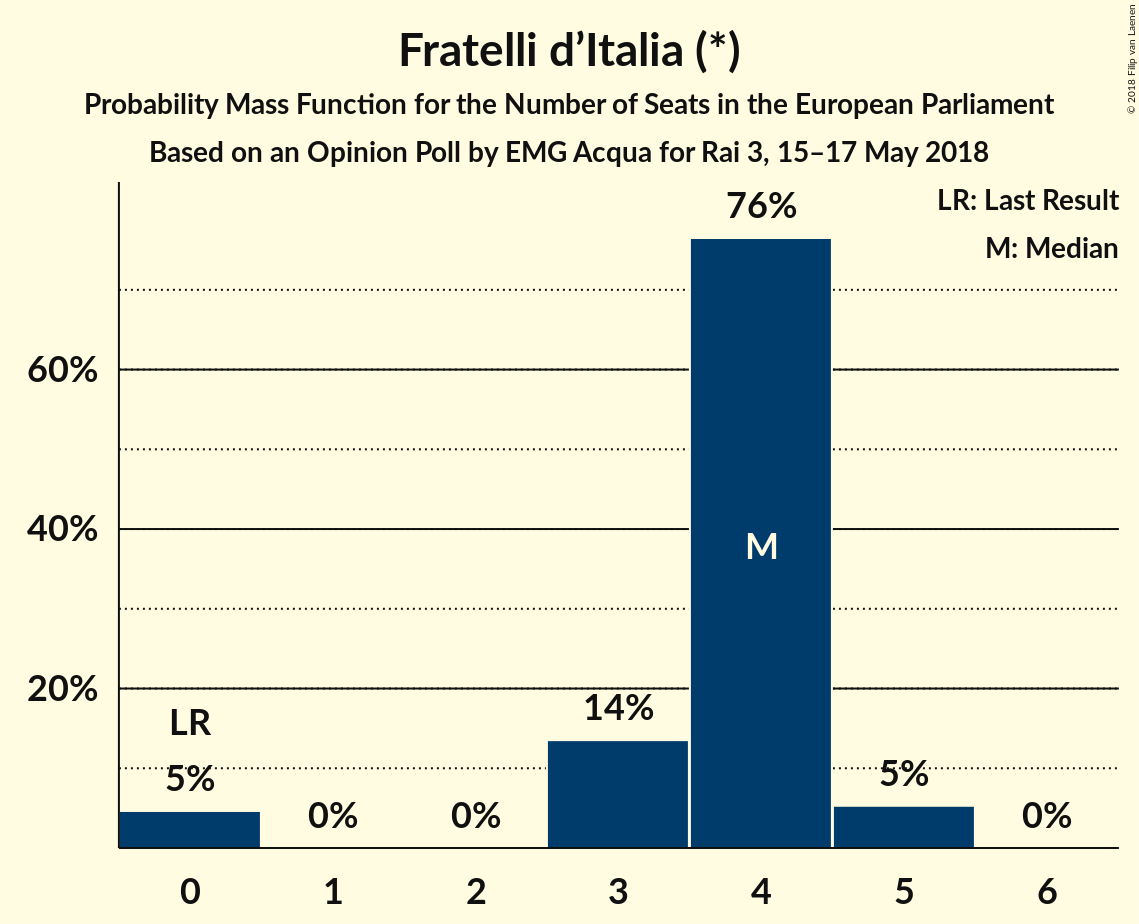 Fratelli d’Italia (*)
Probability Mass Function for the Number of Seats in the European Parliament
Based on an Opinion Poll by EMG Acqua for Rai 3, 15–17 May 2018
© 2018 Filip van Laenen
LR: Last Result
M: Median
60%
40%
20%
LR
5%
0%
0%
14%
76%
M
5%
0%
0 1 2 3 4 5 6